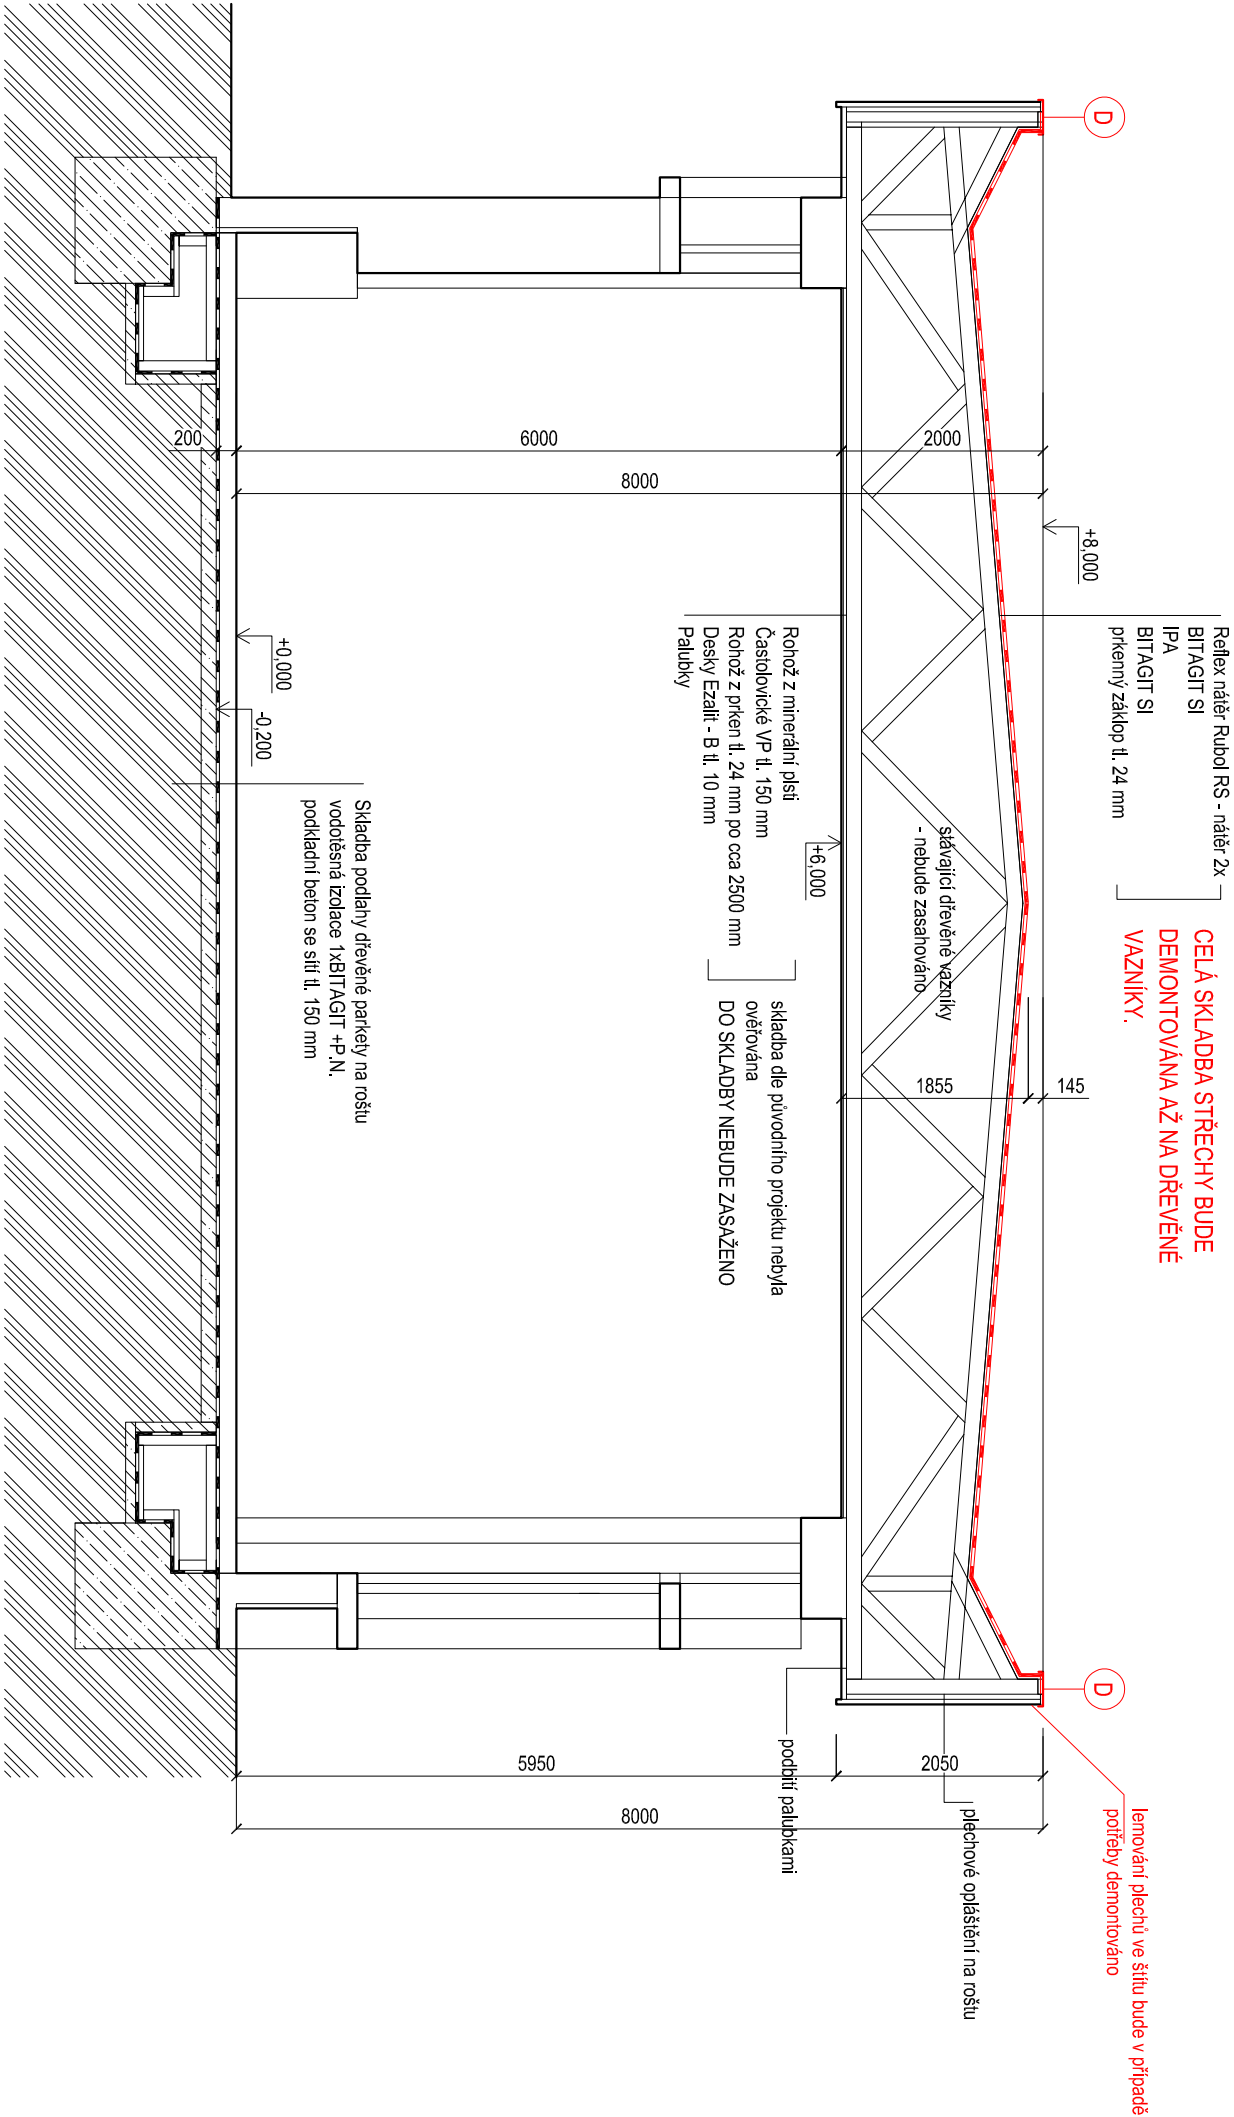 Reflex nátěr Rubol RS - nátěr 2x
BITAGIT SI
IPA
BITAGIT SI
prkenný záklop tl. 24 mm
CELÁ SKLADBA STŘECHY BUDE
DEMONTOVÁNA AŽ NA DŘEVĚNÉ
VAZNÍKY.
lemování plechů ve štítu bude v případě
potřeby demontováno
D
D
+8,000
145
1855
2000
2050
stávající dřevěné vazníky
- nebude zasahováno
plechové opláštění na roštu
+6,000
Rohož z minerální plsti
Častolovické VP tl. 150 mm
Rohož z prken tl. 24 mm po cca 2500 mm
Desky Ezalit - B tl. 10 mm
Palubky
skladba dle původního projektu nebyla
ověřována
DO SKLADBY NEBUDE ZASAŽENO
podbití palubkami
8000
6000
200
5950
8000
+0,000
-0,200
Skladba podlahy dřevěné parkety na roštu
vodotěsná izolace 1xBITAGIT +P.N.
podkladní beton se sítí tl. 150 mm